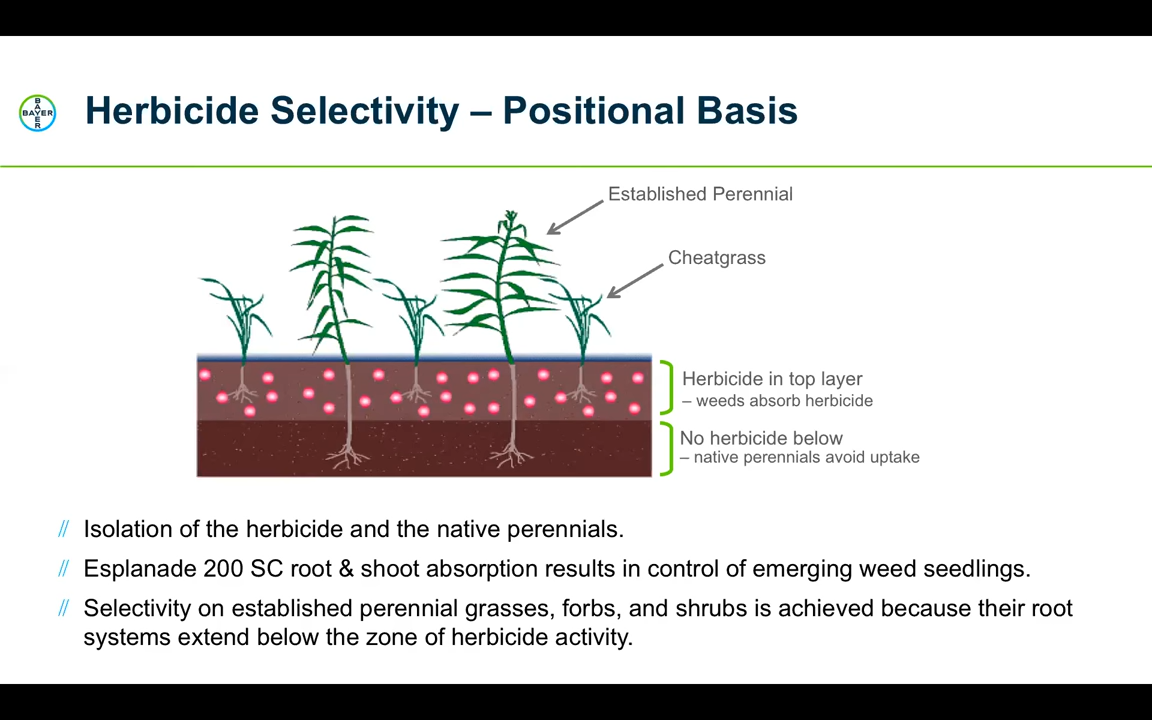 BAYER
BAYER
Herbicide Selectivity – Positional Basis
Established Perennial
Cheatgrass
Herbicide in top layer
– weeds absorb herbicide
No herbicide below
– native perennials avoid uptake
// Isolation of the herbicide and the native perennials.
// Esplanade 200 SC root & shoot absorption results in control of emerging weed seedlings.
// Selectivity on established perennial grasses, forbs, and shrubs is achieved because their root
systems extend below the zone of herbicide activity.